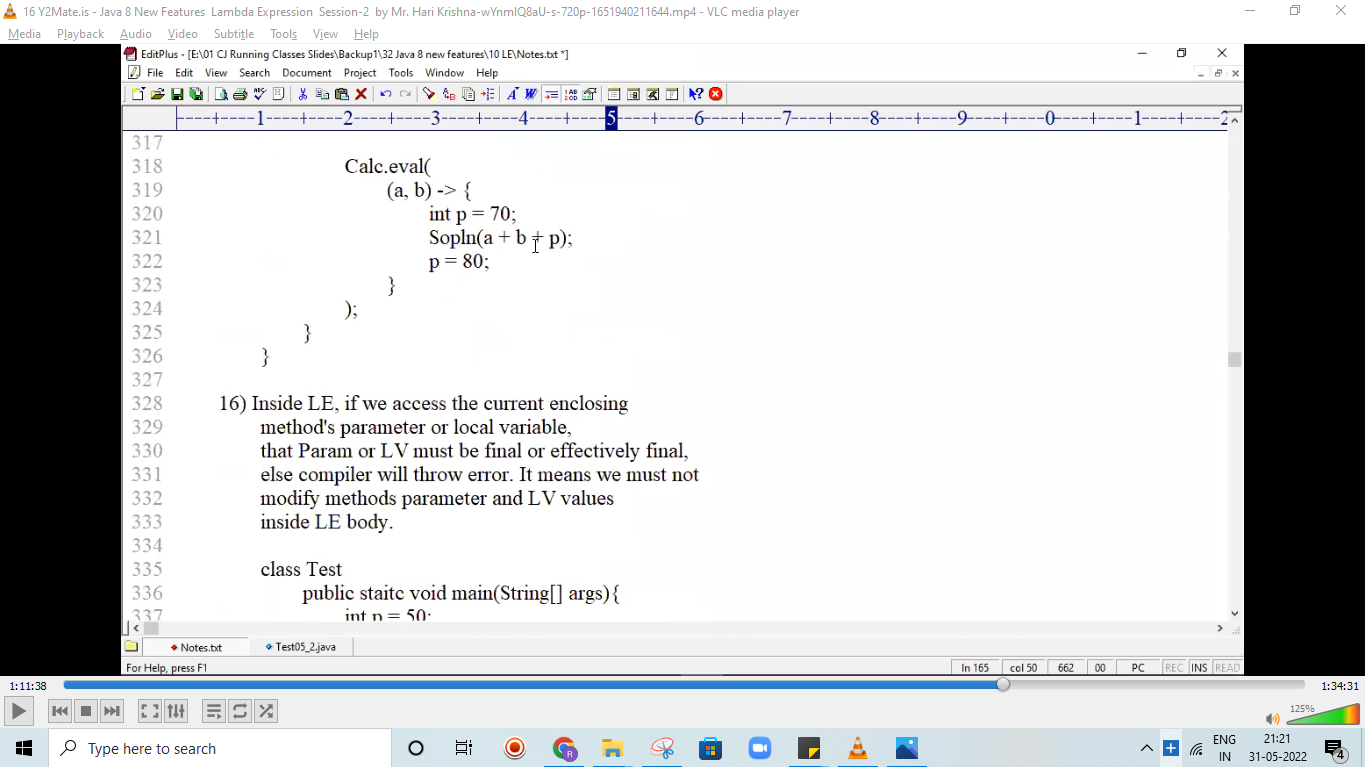 16 Y2Mate.is - Java 8 New Features Lambda Expression Session-2 by Mr. Hari Krishna-wYnmlQ8aU-s-720p-1651940211644.mp4 - VLC media player
Media Playback Audio Video Subtitle Tools View Help
EditPlus - [E:\01 CJ Running Classes Slides\Backup1\32 Java 8 new features\10 LE\Notes.txt *]
File Edit View Search Document Project Tools Window Help
----+----1----+----2----+----3----+----4----+----5----+----6----+----7----+----8----+----9----+----0----+----1----+----2
317
318 Calc.eval(
319 (a, b) -> {
320 int p = 70;
321 Sopln(a + b + p);
322 p = 80;
323 }
324 );
325 }
326 }
327
328 16) Inside LE, if we access the current enclosing
329 method's parameter or local variable,
330 that Param or LV must be final or effectively final,
331 else compiler will throw error. It means we must not
332 modify methods parameter and LV values
333 inside LE body.
334
335 class Test
336 public staitc void main(String[] args){
337 int p = 50;
Notes.txt Test05_2.java
For Help, press F1 ln 165 col 50 662 00 PC REC INS READ
1:11:38 1:34:31
125%
Type here to search
ENG 21:21
IN 31-05-2022 4